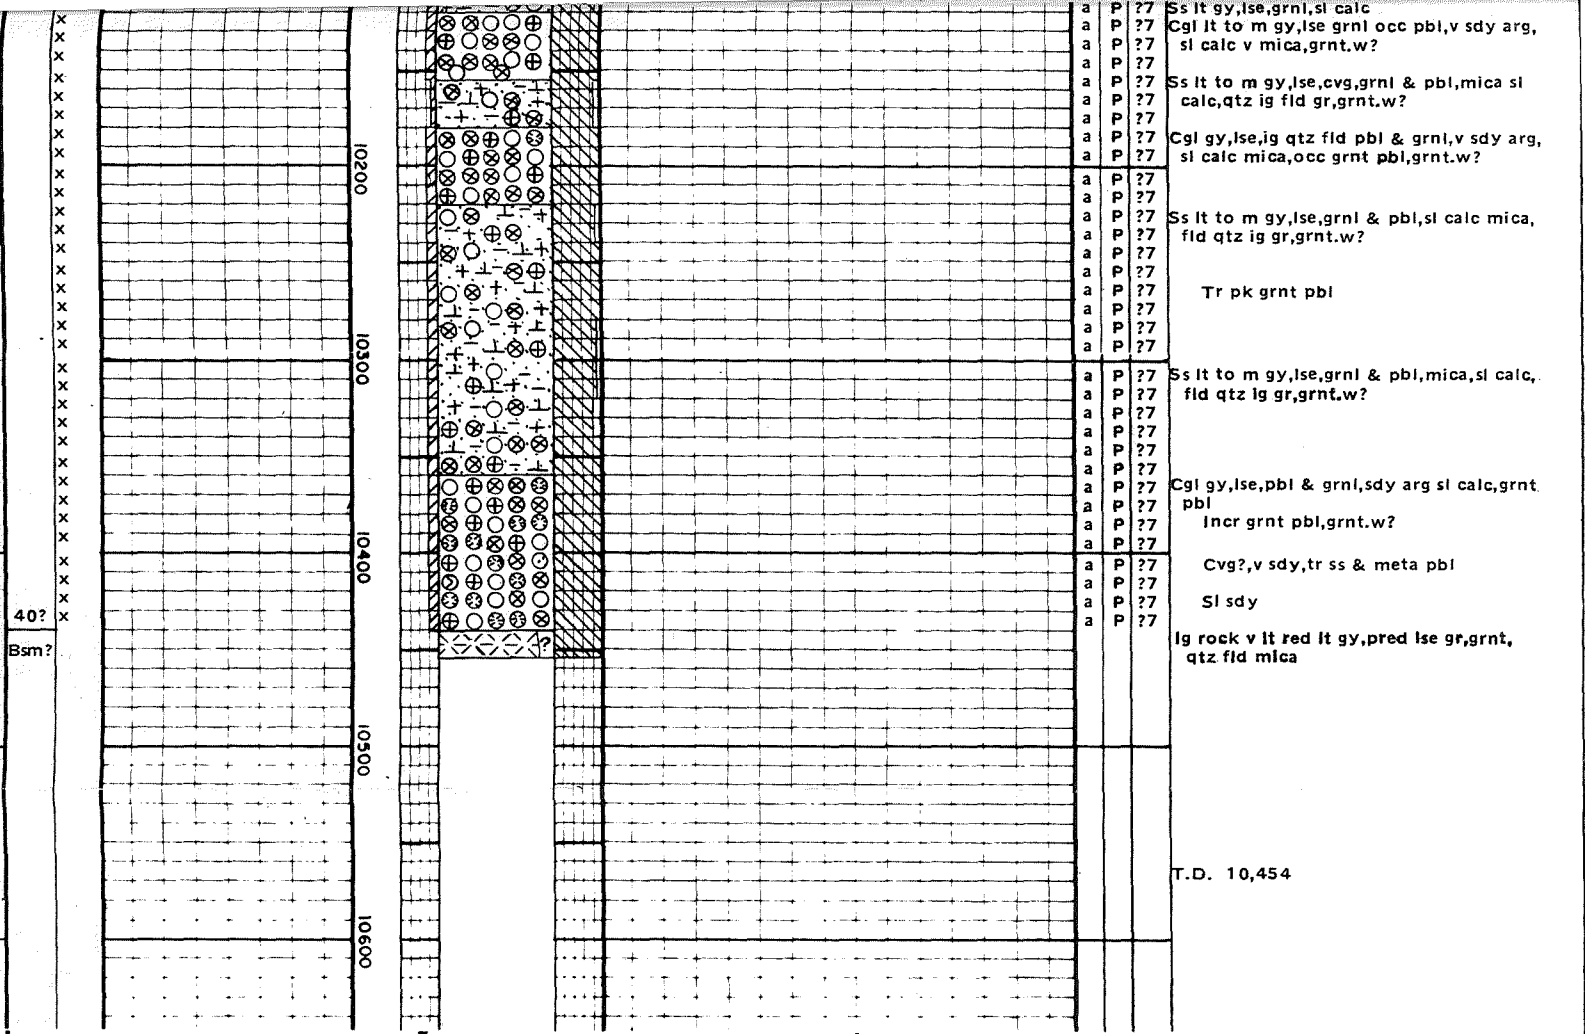 a P ?7 Ss lt gy,lse,grnl,sl calc
a P ?7 Cgl lt to m gy,lse grnl occ pbl,v sdy arg,
a P ?7 sl calc v mica,grnt.w?
a P ?7
a P ?7 Ss lt to m gy,lse,cvg,grnl & pbl,mica sl
a P ?7 calc,qtz ig fld gr,grnt.w?
a P ?7
a P ?7 Cgl gy,lse,ig qtz fld pbl & grnl,v sdy arg,
a P ?7 sl calc mica,occ grnt pbl,grnt.w?
10200
a P ?7
a P ?7
a P ?7 Ss lt to m gy,lse,grnl & pbl,sl calc mica,
a P ?7 fld qtz ig gr,grnt.w?
a P ?7
a P ?7
a P ?7 Tr pk grnt pbl
a P ?7
a P ?7
a P ?7
10300
a P ?7 Ss lt to m gy,lse,grnl & pbl,mica,sl calc,
a P ?7 fld qtz ig gr,grnt.w?
a P ?7
a P ?7
a P ?7
a P ?7
a P ?7 Cgl gy,lse,pbl & grnl,sdy arg sl calc,grnt
a P ?7 pbl
a P ?7 Incr grnt pbl,grnt.w?
a P ?7
10400
a P ?7 Cvg?,v sdy,tr ss & meta pbl
a P ?7
a P ?7 Sl sdy
40? x a P ?7
Bsm? ? Ig rock v lt red lt gy,pred lse gr,grnt,
qtz fld mica
10500
T.D. 10,454
10600